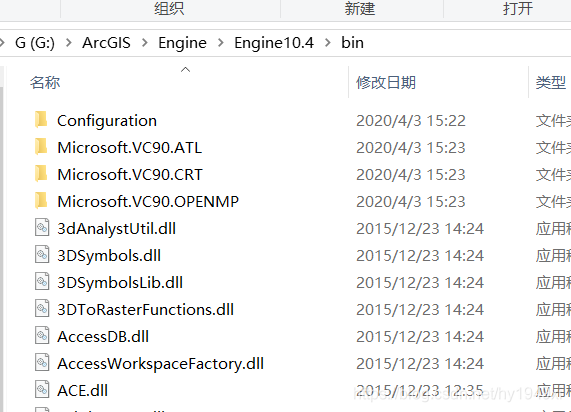 组织 新建 打开
G (G:) > ArcGIS > Engine > Engine10.4 > bin
名称 修改日期 类型
Configuration 2020/4/3 15:22 文件夹
Microsoft.VC90.ATL 2020/4/3 15:23 文件夹
Microsoft.VC90.CRT 2020/4/3 15:23 文件夹
Microsoft.VC90.OPENMP 2020/4/3 15:23 文件夹
3dAnalystUtil.dll 2015/12/23 14:24 应用程
3DSymbols.dll 2015/12/23 14:24 应用程
3DSymbolsLib.dll 2015/12/23 14:24 应用程
3DToRasterFunctions.dll 2015/12/23 14:24 应用程
AccessDB.dll 2015/12/23 14:24 应用程
AccessWorkspaceFactory.dll 2015/12/23 14:24 应用程
ACE.dll 2015/12/23 12:35 应用程